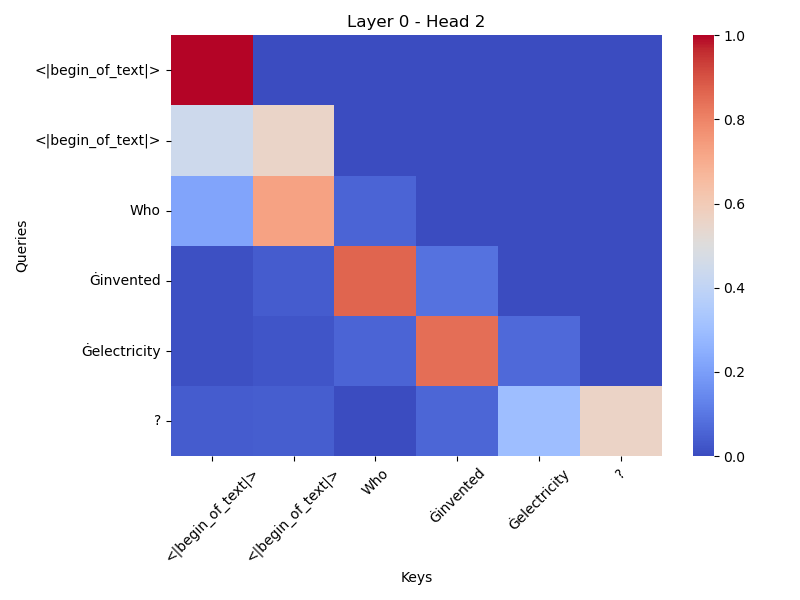 Layer 0 - Head 2
<|begin_of_text|>
<|begin_of_text|>
Who
Ġinvented
Ġelectricity
?
Queries
<|begin_of_text|>
<|begin_of_text|>
Who
Ġinvented
Ġelectricity
?
Keys
1.0
0.8
0.6
0.4
0.2
0.0